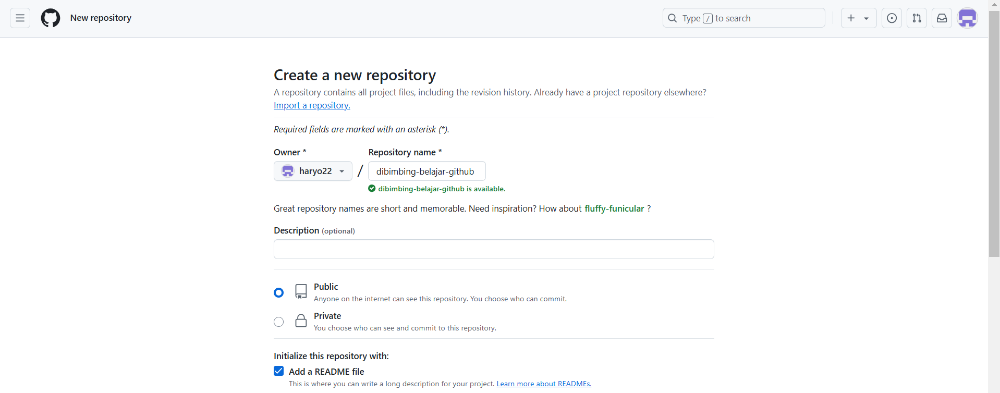 New repository
Type / to search
Create a new repository
A repository contains all project files, including the revision history. Already have a project repository elsewhere?
Import a repository.
Required fields are marked with an asterisk (*).
Owner *
Repository name *
haryo22
/
dibimbing-belajar-github
dibimbing-belajar-github is available.
Great repository names are short and memorable. Need inspiration? How about fluffy-funicular ?
Description (optional)
Public
Anyone on the internet can see this repository. You choose who can commit.
Private
You choose who can see and commit to this repository.
Initialize this repository with:
Add a README file
This is where you can write a long description for your project. Learn more about READMEs.